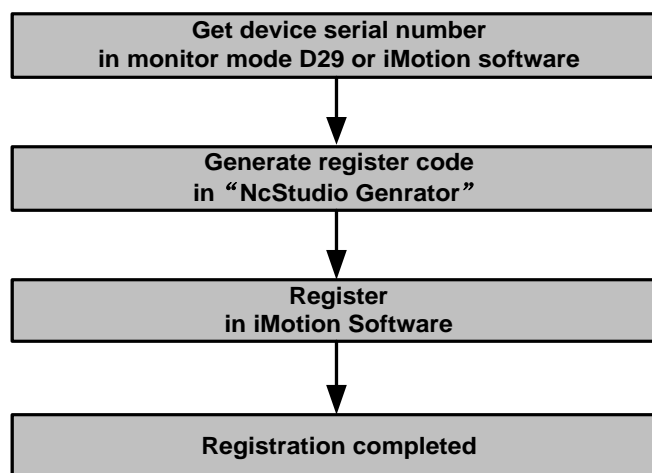 Get device serial number
in monitor mode D29 or iMotion software
Generate register code
in “NcStudio Genrator”
Register
in iMotion Software
Registration completed